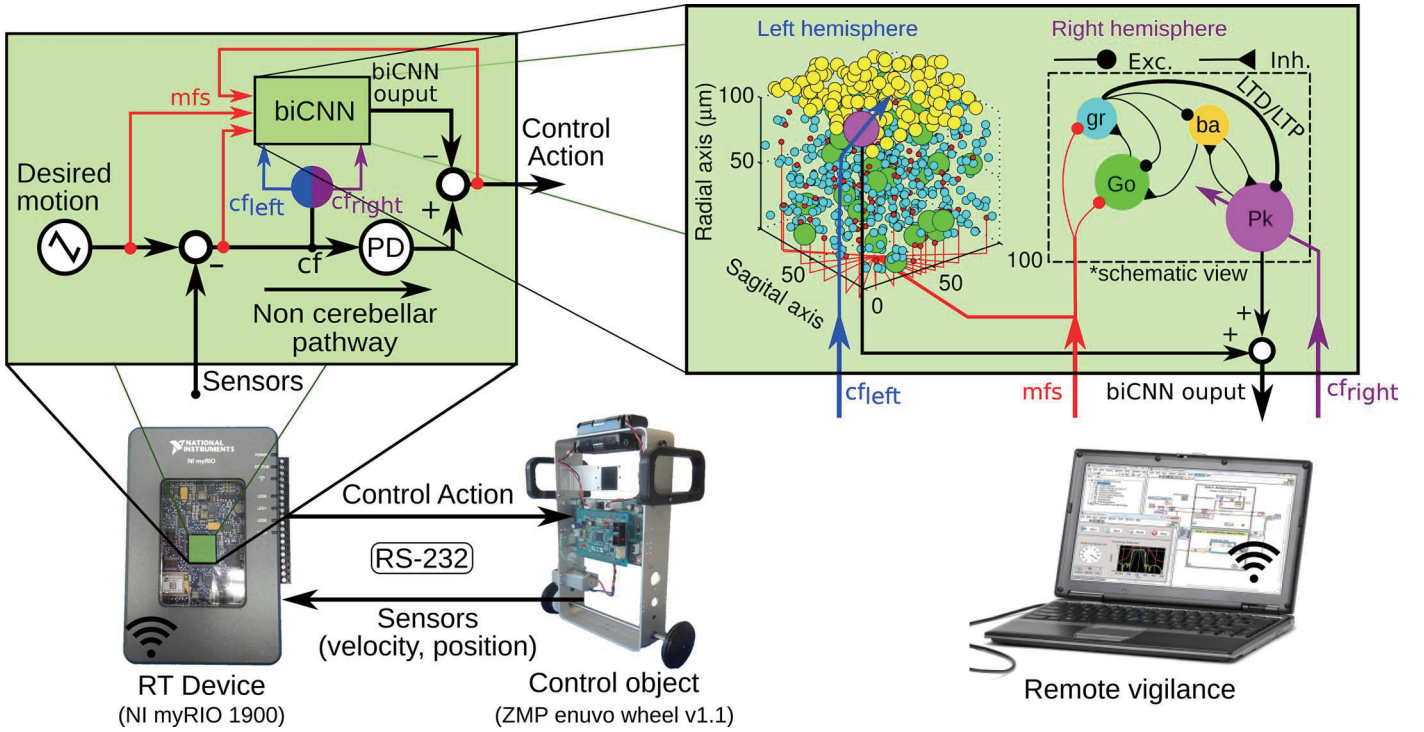 Left hemisphere
Right hemisphere
Exc.
Inh.
100
50
Radial axis (μm)
50
Sagital axis
0
50
100
gr
ba
Go
Pk
LTD/LTP
*schematic view
+
+
cfleft
mfs
biCNN ouput
cfright
mfs
biCNN
biCNN
ouput
Control
Action
Desired
motion
cfleft
cfright
−
+
−
cf
PD
Non cerebellar
pathway
Sensors
NATIONAL
INSTRUMENTS
NI myRIO
Control Action
RS-232
Sensors
(velocity, position)
RT Device
(NI myRIO 1900)
Control object
(ZMP enuvo wheel v1.1)
Remote vigilance